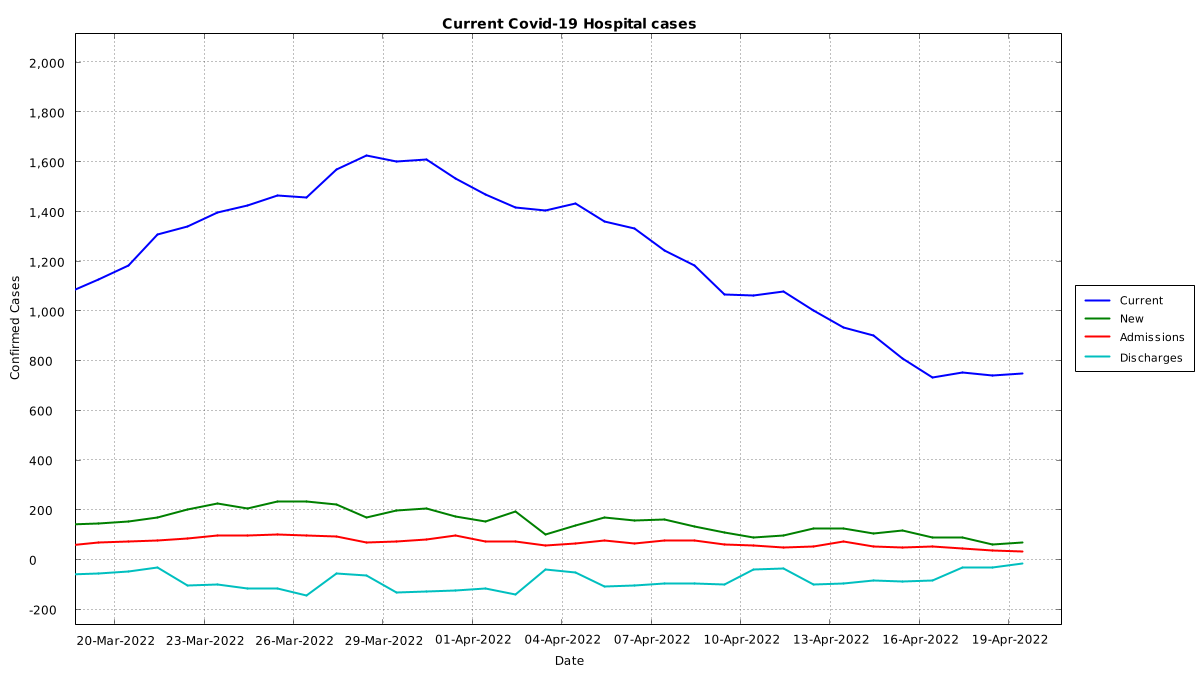 Current Covid-19 Hospital cases
2,000
1,800
1,600
1,400
1,200
1,000
800
600
400
200
0
-200
Confirmed Cases
20-Mar-2022 23-Mar-2022 26-Mar-2022 29-Mar-2022 01-Apr-2022 04-Apr-2022 07-Apr-2022 10-Apr-2022 13-Apr-2022 16-Apr-2022 19-Apr-2022
Date
Current
New
Admissions
Discharges